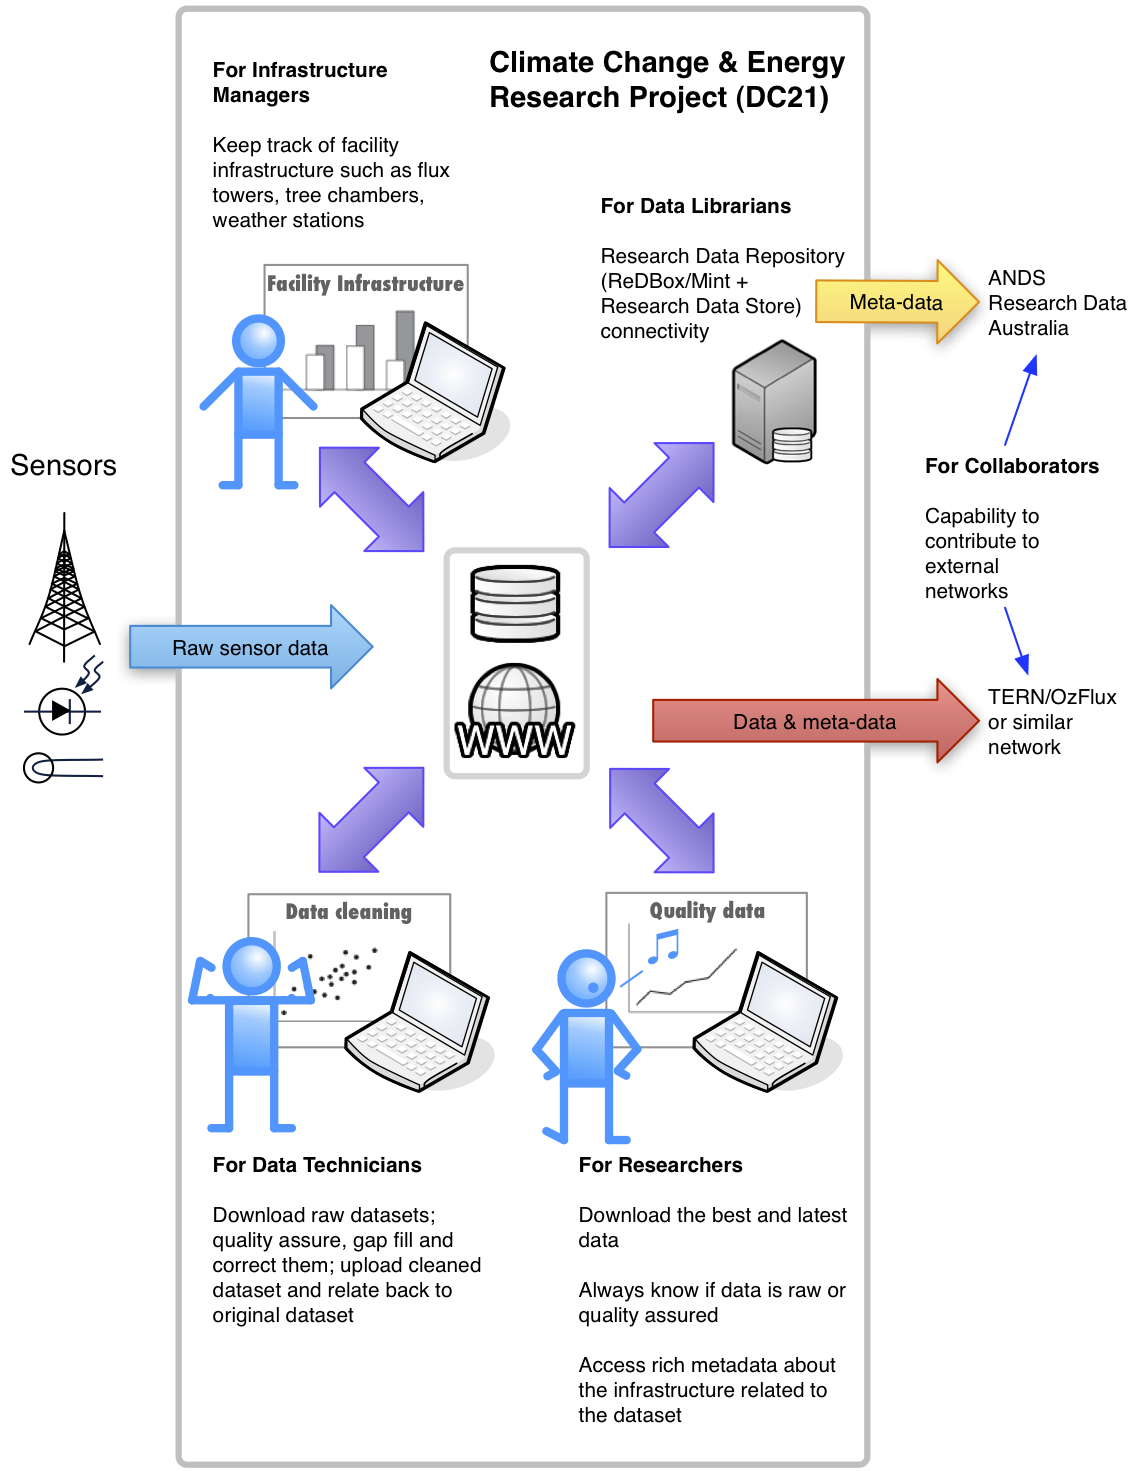 Climate Change & Energy
Research Project (DC21)
For Infrastructure
Managers
Keep track of facility
infrastructure such as flux
towers, tree chambers,
weather stations
Facility Infrastructure
For Data Librarians
Research Data Repository
(ReDBox/Mint +
Research Data Store)
connectivity
Meta-data
ANDS
Research Data
Australia
Sensors
For Collaborators
Capability to
contribute to
external
networks
Raw sensor data
WWW
Data & meta-data
TERN/OzFlux
or similar
network
Data cleaning
Quality data
For Data Technicians
Download raw datasets;
quality assure, gap fill and
correct them; upload cleaned
dataset and relate back to
original dataset
For Researchers
Download the best and latest
data
Always know if data is raw or
quality assured
Access rich metadata about
the infrastructure related to
the dataset